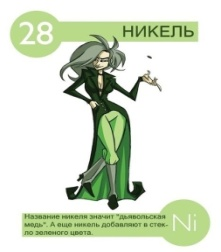 28
НИКЕЛЬ
Название никеля значит "дьявольская
медь". А еще никель добавляют в стек-
ло зеленого цвета.
Ni